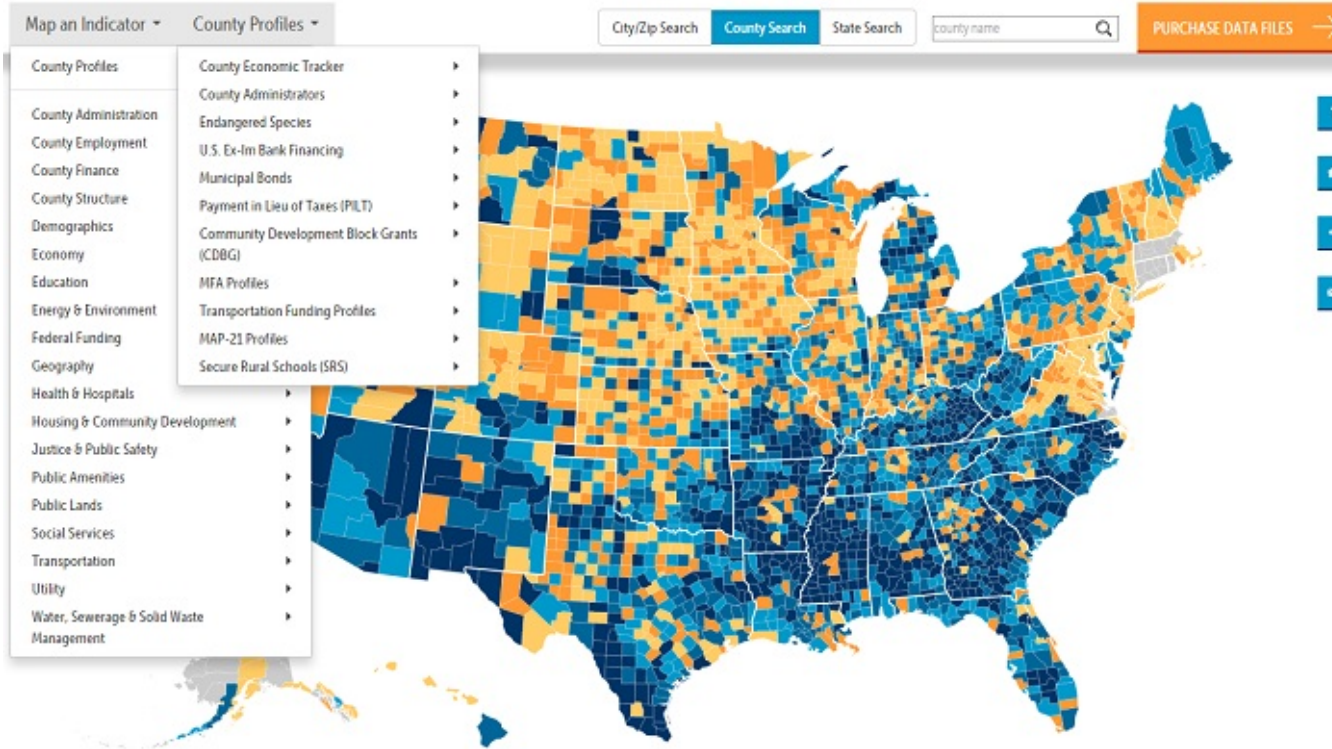 Map an Indicator
County Profiles
City/Zip Search
County Search
State Search
county name
PURCHASE DATA FILES
County Profiles
County Administration
County Employment
County Finance
County Structure
Demographics
Economy
Education
Energy & Environment
Federal Funding
Geography
Health & Hospitals
Housing & Community Development
Justice & Public Safety
Public Amenities
Public Lands
Social Services
Transportation
Utility
Water, Sewerage & Solid Waste
Management
County Economic Tracker
County Administrators
Endangered Species
U.S. Ex-Im Bank Financing
Municipal Bonds
Payment in Lieu of Taxes (PILT)
Community Development Block Grants
(CDBG)
MFA Profiles
Transportation Funding Profiles
MAP-21 Profiles
Secure Rural Schools (SRS)